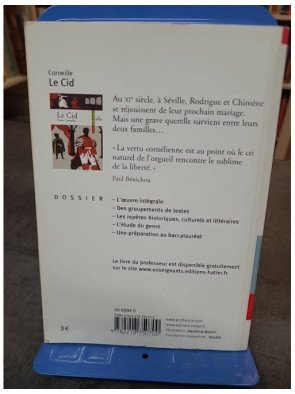 Corneille
Le Cid
Au XIᵉ siècle, à Séville, Rodrigue et Chimène
se réjouissent de leur prochain mariage.
Mais une grave querelle survient entre leurs
deux familles…
« La vertu cornélienne est au point où le cri
naturel de l'orgueil rencontre le sublime
de la liberté. »
Paul Bénichou
Le Cid
DOSSIER
– L'œuvre intégrale
– Des groupements de textes
– Les repères historiques, culturels et littéraires
– L'étude du genre
– Une préparation au baccalauréat
Le livre du professeur est disponible gratuitement
sur le site www.enseignants.editions-hatier.fr
3€